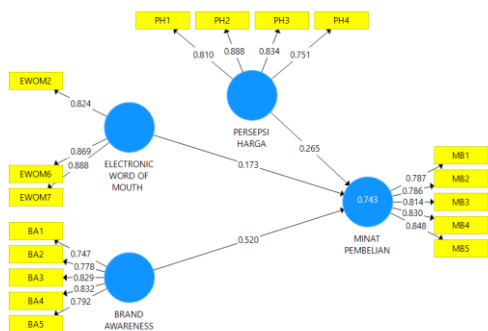 PH1
PH2
PH3
PH4
0.810
0.888
0.834
0.751
PERSEPSI
HARGA
EWOM2
EWOM6
EWOM7
0.824
0.869
0.888
ELECTRONIC
WORD OF
MOUTH
0.265
0.173
0.520
BA1
BA2
BA3
BA4
BA5
0.747
0.778
0.829
0.832
0.792
BRAND
AWARENESS
0.743
MINAT
PEMBELIAN
0.787
0.786
0.814
0.830
0.848
MB1
MB2
MB3
MB4
MB5